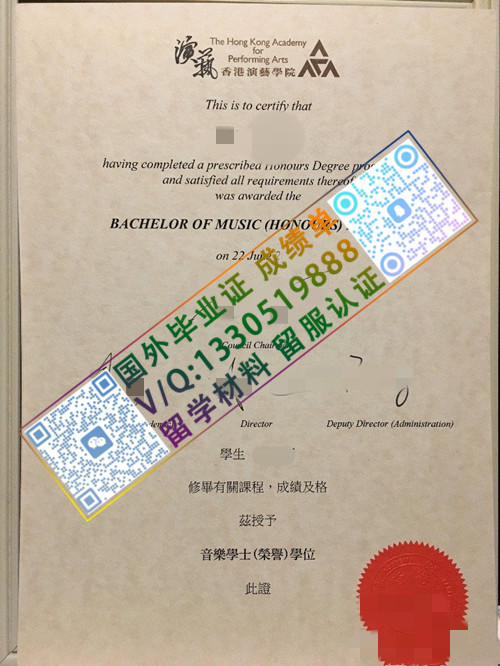 演藝
The Hong Kong Academy
for
Performing Arts
香港演藝學院
This is to certify that
having completed a prescribed Honours Degree
and satisfied all requirements thereof
was awarded the
BACHELOR OF MUSIC (HONOURS)
on 22 June
国外毕业证 成绩单
V/Q:1330519888
留学材料 留服认证
Council
Director
Deputy Director (Administration)
學生
修畢有關課程，成績及格
茲授予
音樂學士(榮譽)學位
此證